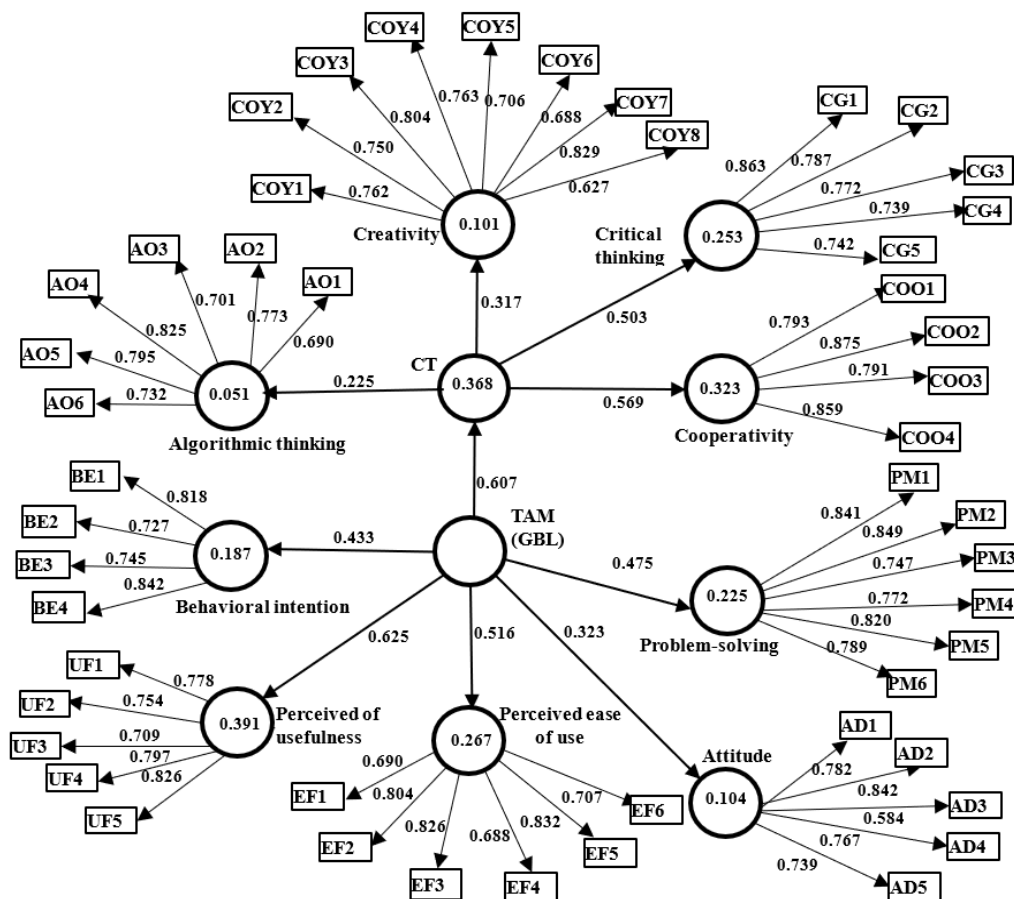 COY4
COY5
COY3
COY6
COY2
COY7
COY8
COY1
0.763
0.706
0.804
0.688
0.750
0.829
0.762
0.627
0.101
Creativity
CG1
CG2
CG3
CG4
CG5
0.863
0.787
0.772
0.739
0.742
0.253
Critical
thinking
AO3
AO2
AO4
AO1
AO5
AO6
0.701
0.773
0.825
0.690
0.795
0.732
0.051
Algorithmic thinking
0.317
0.503
CT
0.368
0.225
0.569
COO1
COO2
COO3
COO4
0.793
0.875
0.791
0.859
0.323
Cooperativity
0.607
TAM
(GBL)
BE1
BE2
BE3
BE4
0.818
0.727
0.745
0.842
0.187
Behavioral intention
0.433
0.475
0.625
0.516
0.323
PM1
PM2
PM3
PM4
PM5
PM6
0.841
0.849
0.747
0.772
0.820
0.789
0.225
Problem-solving
UF1
UF2
UF3
UF4
UF5
0.778
0.754
0.709
0.797
0.826
0.391
Perceived of
usefulness
0.267
Perceived ease
of use
0.690
0.804
0.826
0.688
0.832
0.707
EF1
EF2
EF3
EF4
EF5
EF6
Attitude
0.104
AD1
AD2
AD3
AD4
AD5
0.782
0.842
0.584
0.767
0.739